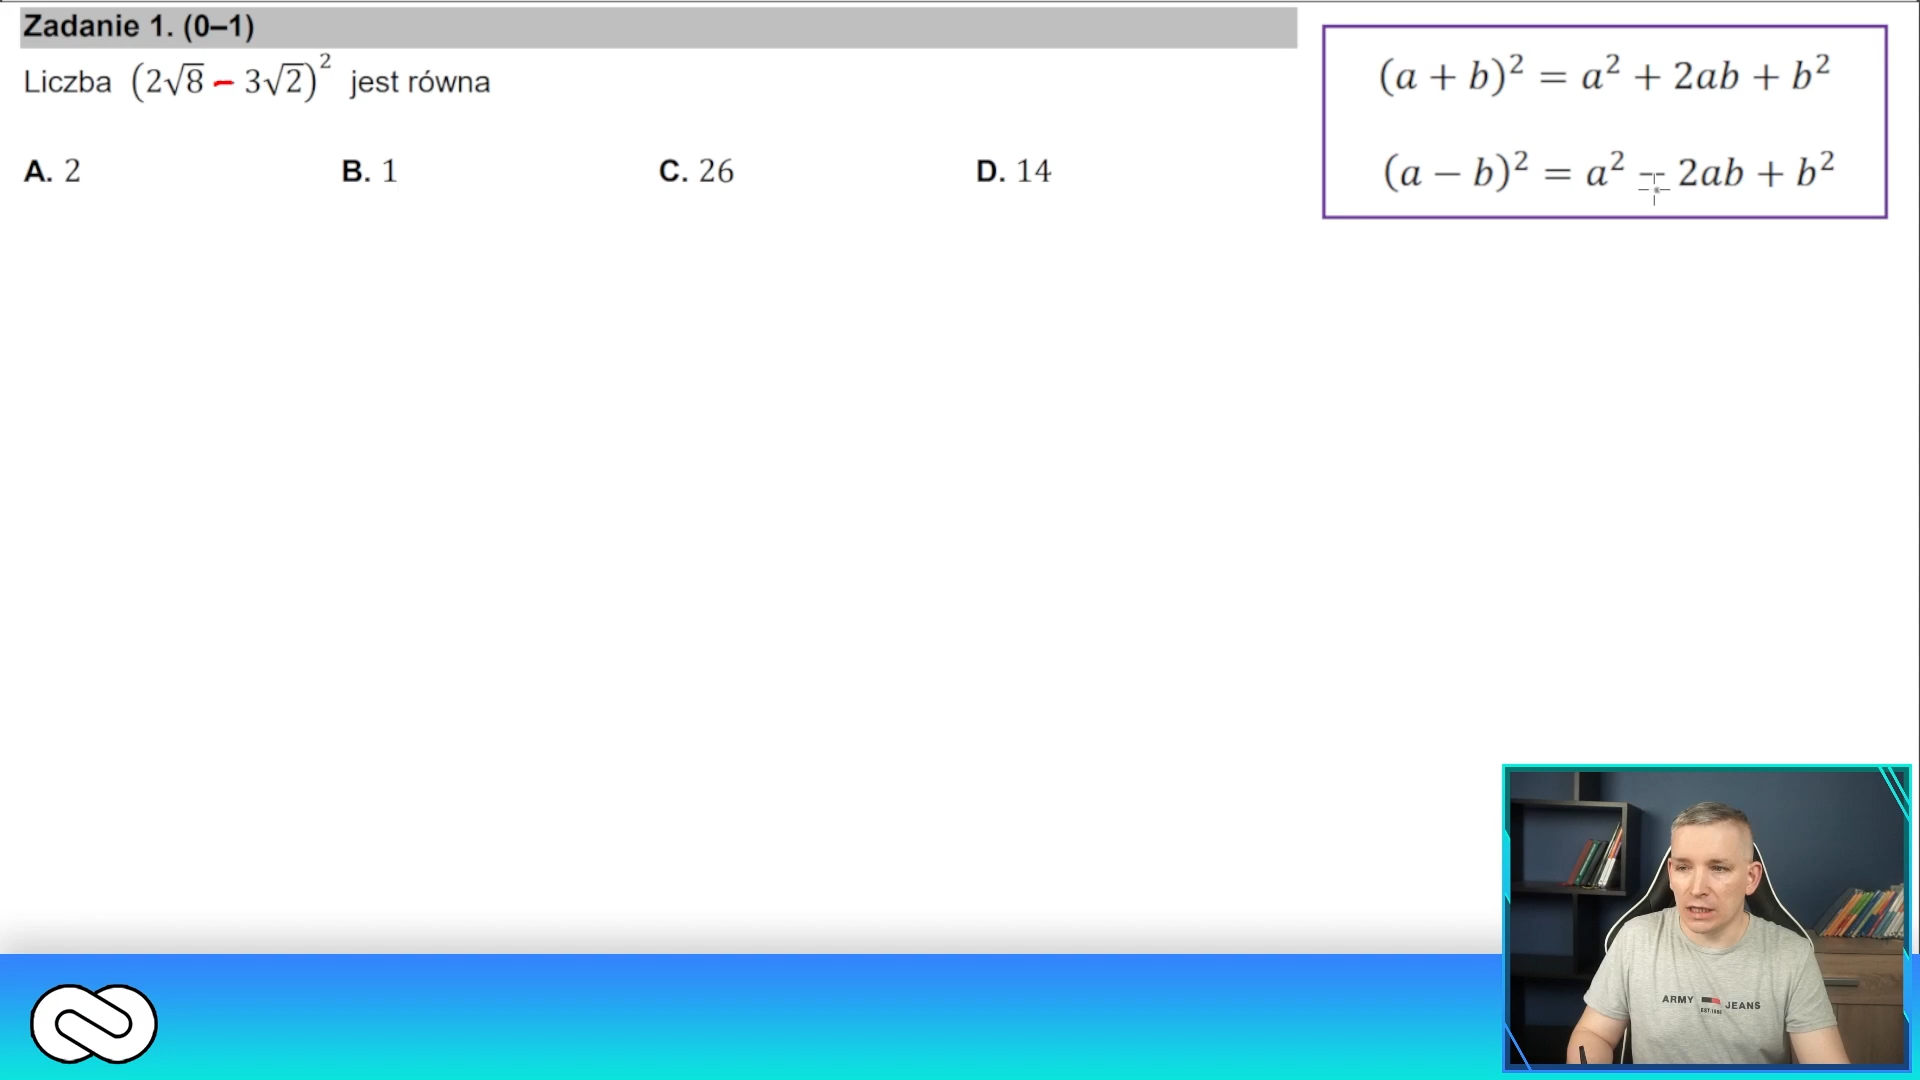 Zadanie 1. (0–1)
Liczba (2√8 – 3√2)² jest równa
A. 2 B. 1 C. 26 D. 14
(a + b)² = a² + 2ab + b²
(a − b)² = a² − 2ab + b²
ARMY JEANS